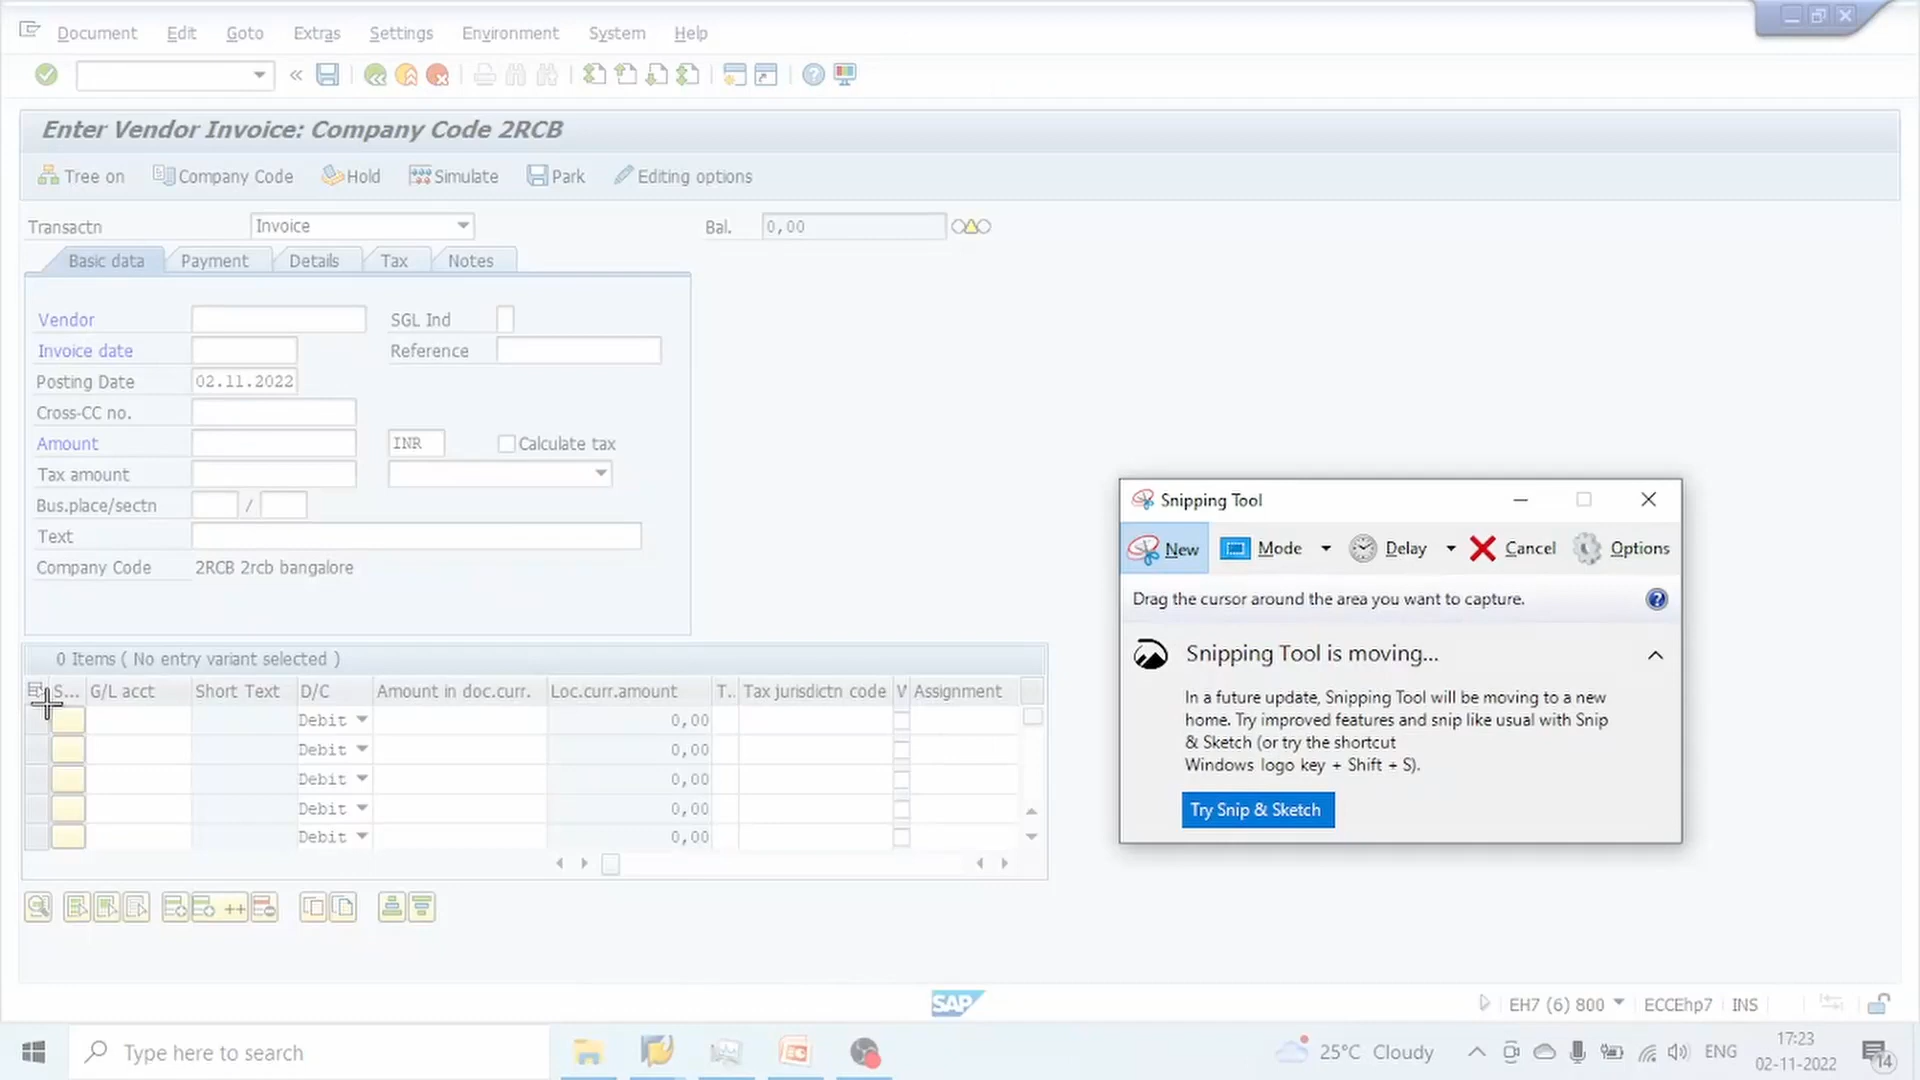 Document Edit Goto Extras Settings Environment System Help
Enter Vendor Invoice: Company Code 2RCB
Tree on Company Code Hold Simulate Park Editing options
Transactn Invoice Bal. 0,00
Basic data Payment Details Tax Notes
Vendor SGL Ind
Invoice date Reference
Posting Date 02.11.2022
Cross-CC no.
Amount INR Calculate tax
Tax amount
Bus.place/sectn /
Text
Company Code 2RCB 2rcb bangalore
0 Items ( No entry variant selected )
S... G/L acct Short Text D/C Amount in doc.curr. Loc.curr.amount T.. Tax jurisdictn code V Assignment
Debit 0,00
Debit 0,00
Debit 0,00
Debit 0,00
Debit 0,00
Snipping Tool
New Mode Delay Cancel Options
Drag the cursor around the area you want to capture.
Snipping Tool is moving...
In a future update, Snipping Tool will be moving to a new
home. Try improved features and snip like usual with Snip
& Sketch (or try the shortcut
Windows logo key + Shift + S).
Try Snip & Sketch
SAP
EH7 (6) 800 ECCEhp7 INS
Type here to search
25°C Cloudy ENG
17:23
02-11-2022
14